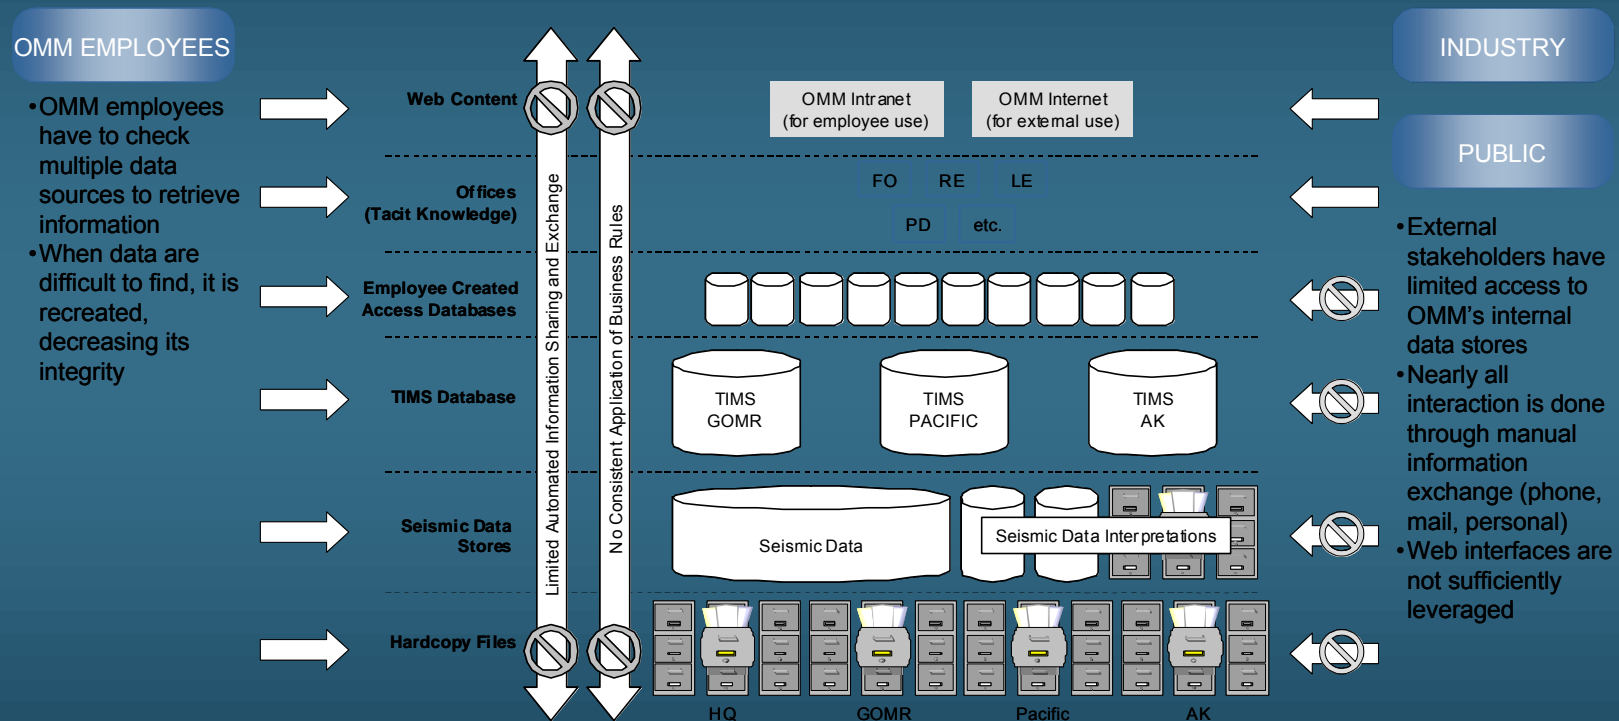 OMM EMPLOYEES
•OMM employees
have to check
multiple data
sources to retrieve
information
•When data are
difficult to find, it is
recreated,
decreasing its
integrity
Web Content
Offices
(Tacit Knowledge)
Employee Created
Access Databases
TIMS Database
Seismic Data
Stores
Hardcopy Files
Limited Automated Information Sharing and Exchange
No Consistent Application of Business Rules
OMM Intranet
(for employee use)
OMM Internet
(for external use)
FO
RE
LE
PD
etc.
TIMS
GOMR
TIMS
PACIFIC
TIMS
AK
Seismic Data
Seismic Data Interpretations
HQ
GOMR
Pacific
AK
INDUSTRY
PUBLIC
•External
stakeholders have
limited access to
OMM’s internal
data stores
•Nearly all
interaction is done
through manual
information
exchange (phone,
mail, personal)
•Web interfaces are
not sufficiently
leveraged